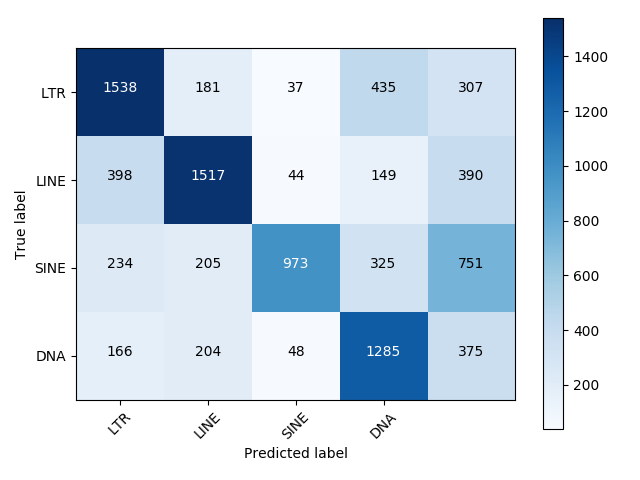 LTR 1538 181 37 435 307
LINE 398 1517 44 149 390
SINE 234 205 973 325 751
DNA 166 204 48 1285 375
LTR LINE SINE DNA
Predicted label
True label
1400
1200
1000
800
600
400
200